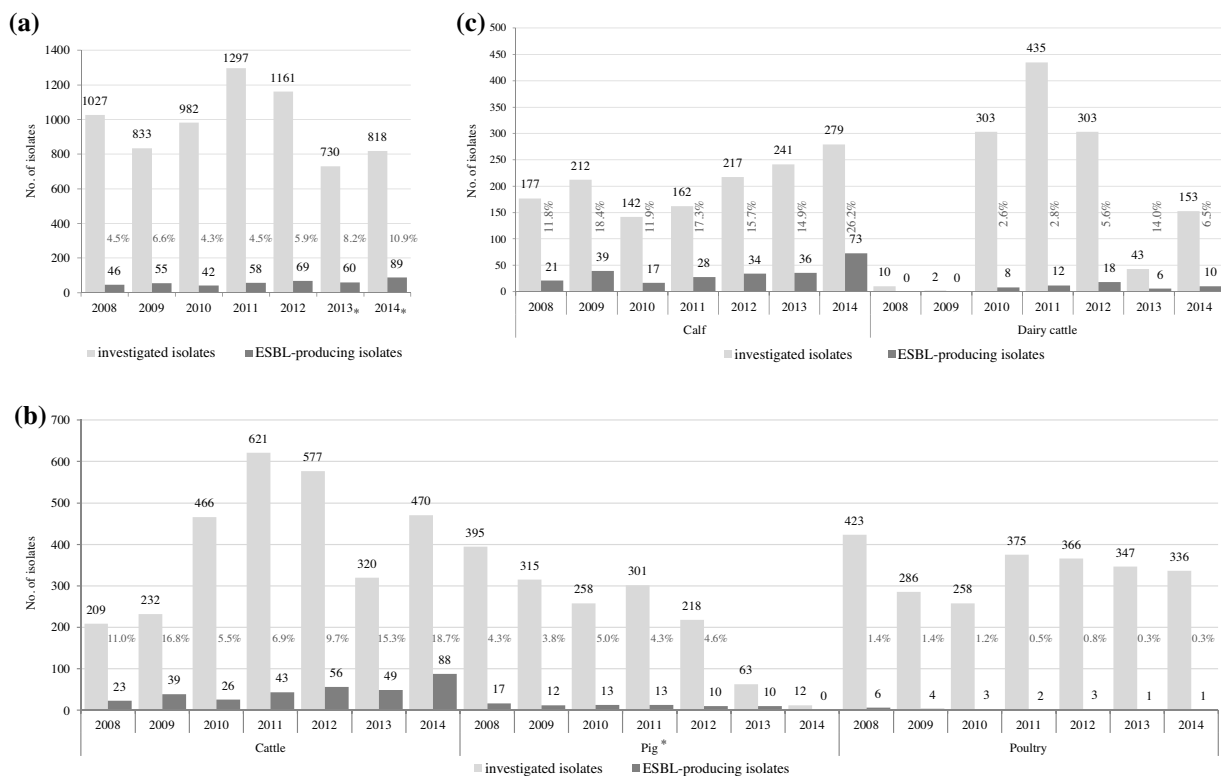 (a)
No. of isolates
1400
1200
1000
800
600
400
200
0
1027 833 982 1297 1161 730 818
4.5% 6.6% 4.3% 4.5% 5.9% 8.2% 10.9%
46 55 42 58 69 60 89
2008 2009 2010 2011 2012 2013* 2014*
investigated isolates ESBL-producing isolates
(c)
No. of isolates
500
450
400
350
300
250
200
150
100
50
0
177 212 142 162 217 241 279 10 2 303 435 303 43 153
11.8% 18.4% 11.9% 17.3% 15.7% 14.9% 26.2% 2.6% 2.8% 5.6% 14.0% 6.5%
21 39 17 28 34 36 73 0 0 8 12 18 6 10
2008 2009 2010 2011 2012 2013 2014 2008 2009 2010 2011 2012 2013 2014
Calf Dairy cattle
investigated isolates ESBL-producing isolates
(b)
No. of isolates
700
600
500
400
300
200
100
0
209 232 466 621 577 320 470 395 315 258 301 218 63 12 423 286 258 375 366 347 336
11.0% 16.8% 5.5% 6.9% 9.7% 15.3% 18.7% 4.3% 3.8% 5.0% 4.3% 4.6% 1.4% 1.4% 1.2% 0.5% 0.8% 0.3% 0.3%
23 39 26 43 56 49 88 17 12 13 13 10 10 0 6 4 3 2 3 1 1
2008 2009 2010 2011 2012 2013 2014 2008 2009 2010 2011 2012 2013 2014 2008 2009 2010 2011 2012 2013 2014
Cattle Pig * Poultry
investigated isolates ESBL-producing isolates